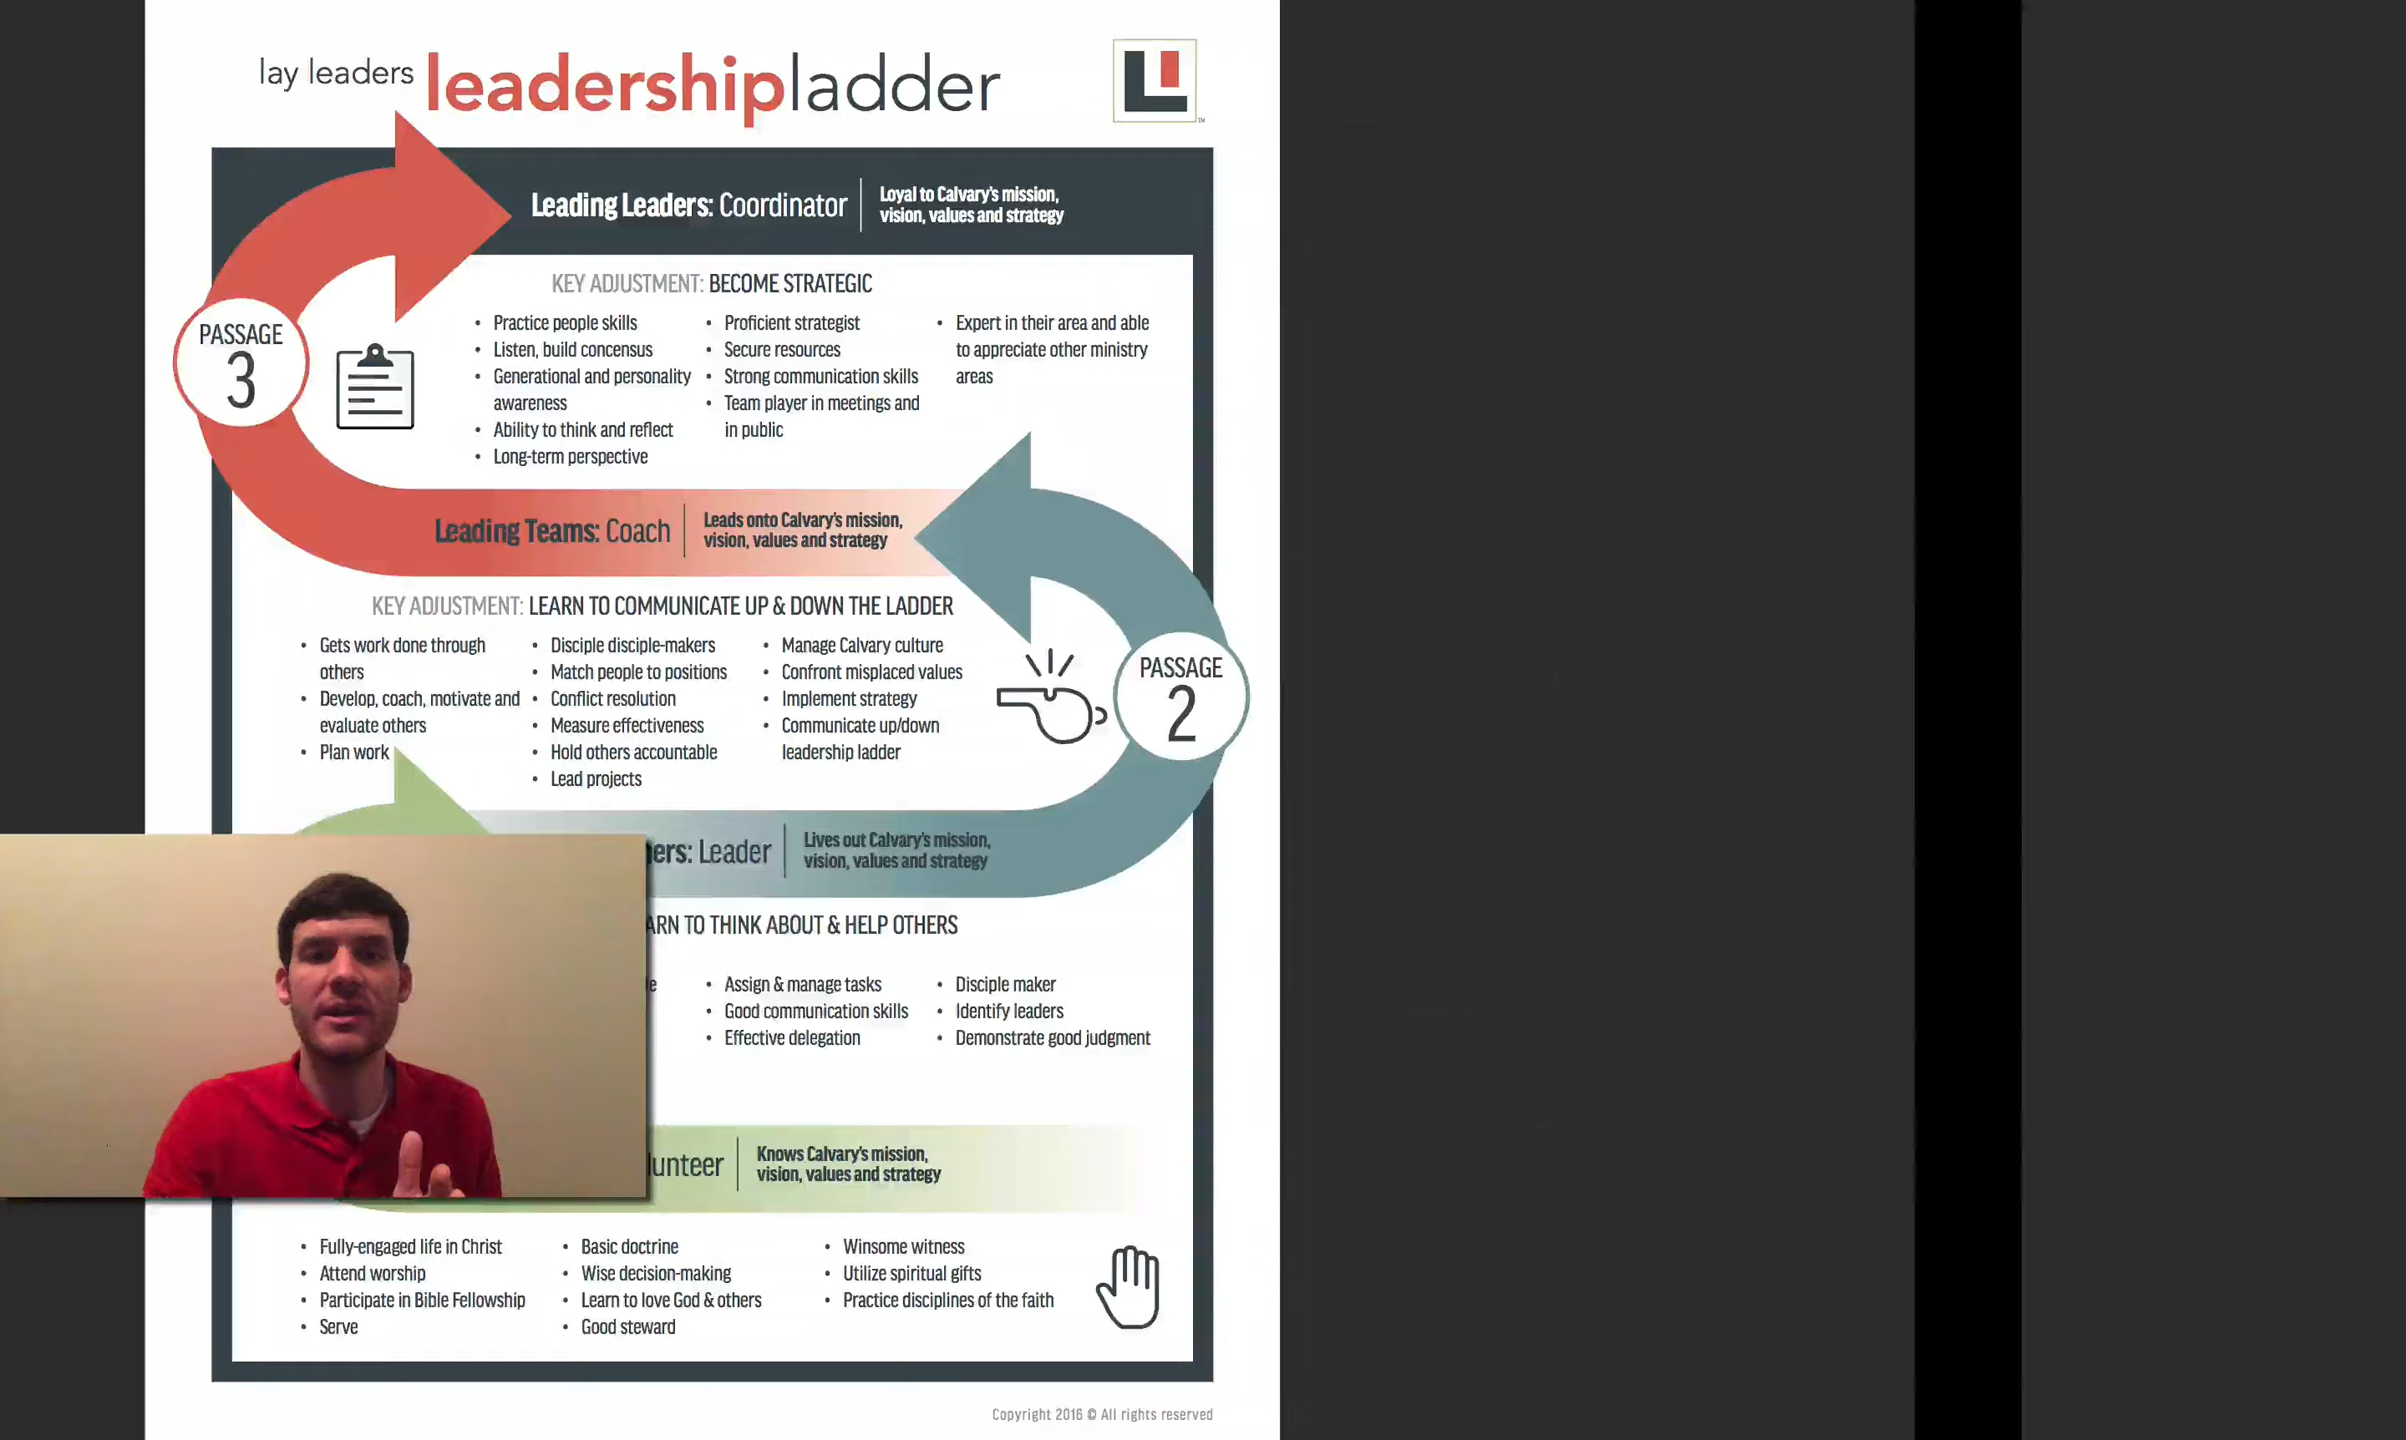 lay leaders leadershipladder
TM
Leading Leaders: Coordinator
Loyal to Calvary's mission,
vision, values and strategy
KEY ADJUSTMENT: BECOME STRATEGIC
PASSAGE
3
• Practice people skills
• Listen, build concensus
• Generational and personality
awareness
• Ability to think and reflect
• Long-term perspective
• Proficient strategist
• Secure resources
• Strong communication skills
• Team player in meetings and
in public
• Expert in their area and able
to appreciate other ministry
areas
Leading Teams: Coach
Leads onto Calvary's mission,
vision, values and strategy
KEY ADJUSTMENT: LEARN TO COMMUNICATE UP & DOWN THE LADDER
• Gets work done through
others
• Develop, coach, motivate and
evaluate others
• Plan work
• Disciple disciple-makers
• Match people to positions
• Conflict resolution
• Measure effectiveness
• Hold others accountable
• Lead projects
• Manage Calvary culture
• Confront misplaced values
• Implement strategy
• Communicate up/down
leadership ladder
PASSAGE
2
ers: Leader
Lives out Calvary's mission,
vision, values and strategy
ARN TO THINK ABOUT & HELP OTHERS
• Assign & manage tasks
• Good communication skills
• Effective delegation
• Disciple maker
• Identify leaders
• Demonstrate good judgment
lunteer
Knows Calvary's mission,
vision, values and strategy
• Fully-engaged life in Christ
• Attend worship
• Participate in Bible Fellowship
• Serve
• Basic doctrine
• Wise decision-making
• Learn to love God & others
• Good steward
• Winsome witness
• Utilize spiritual gifts
• Practice disciplines of the faith
Copyright 2016 © All rights reserved